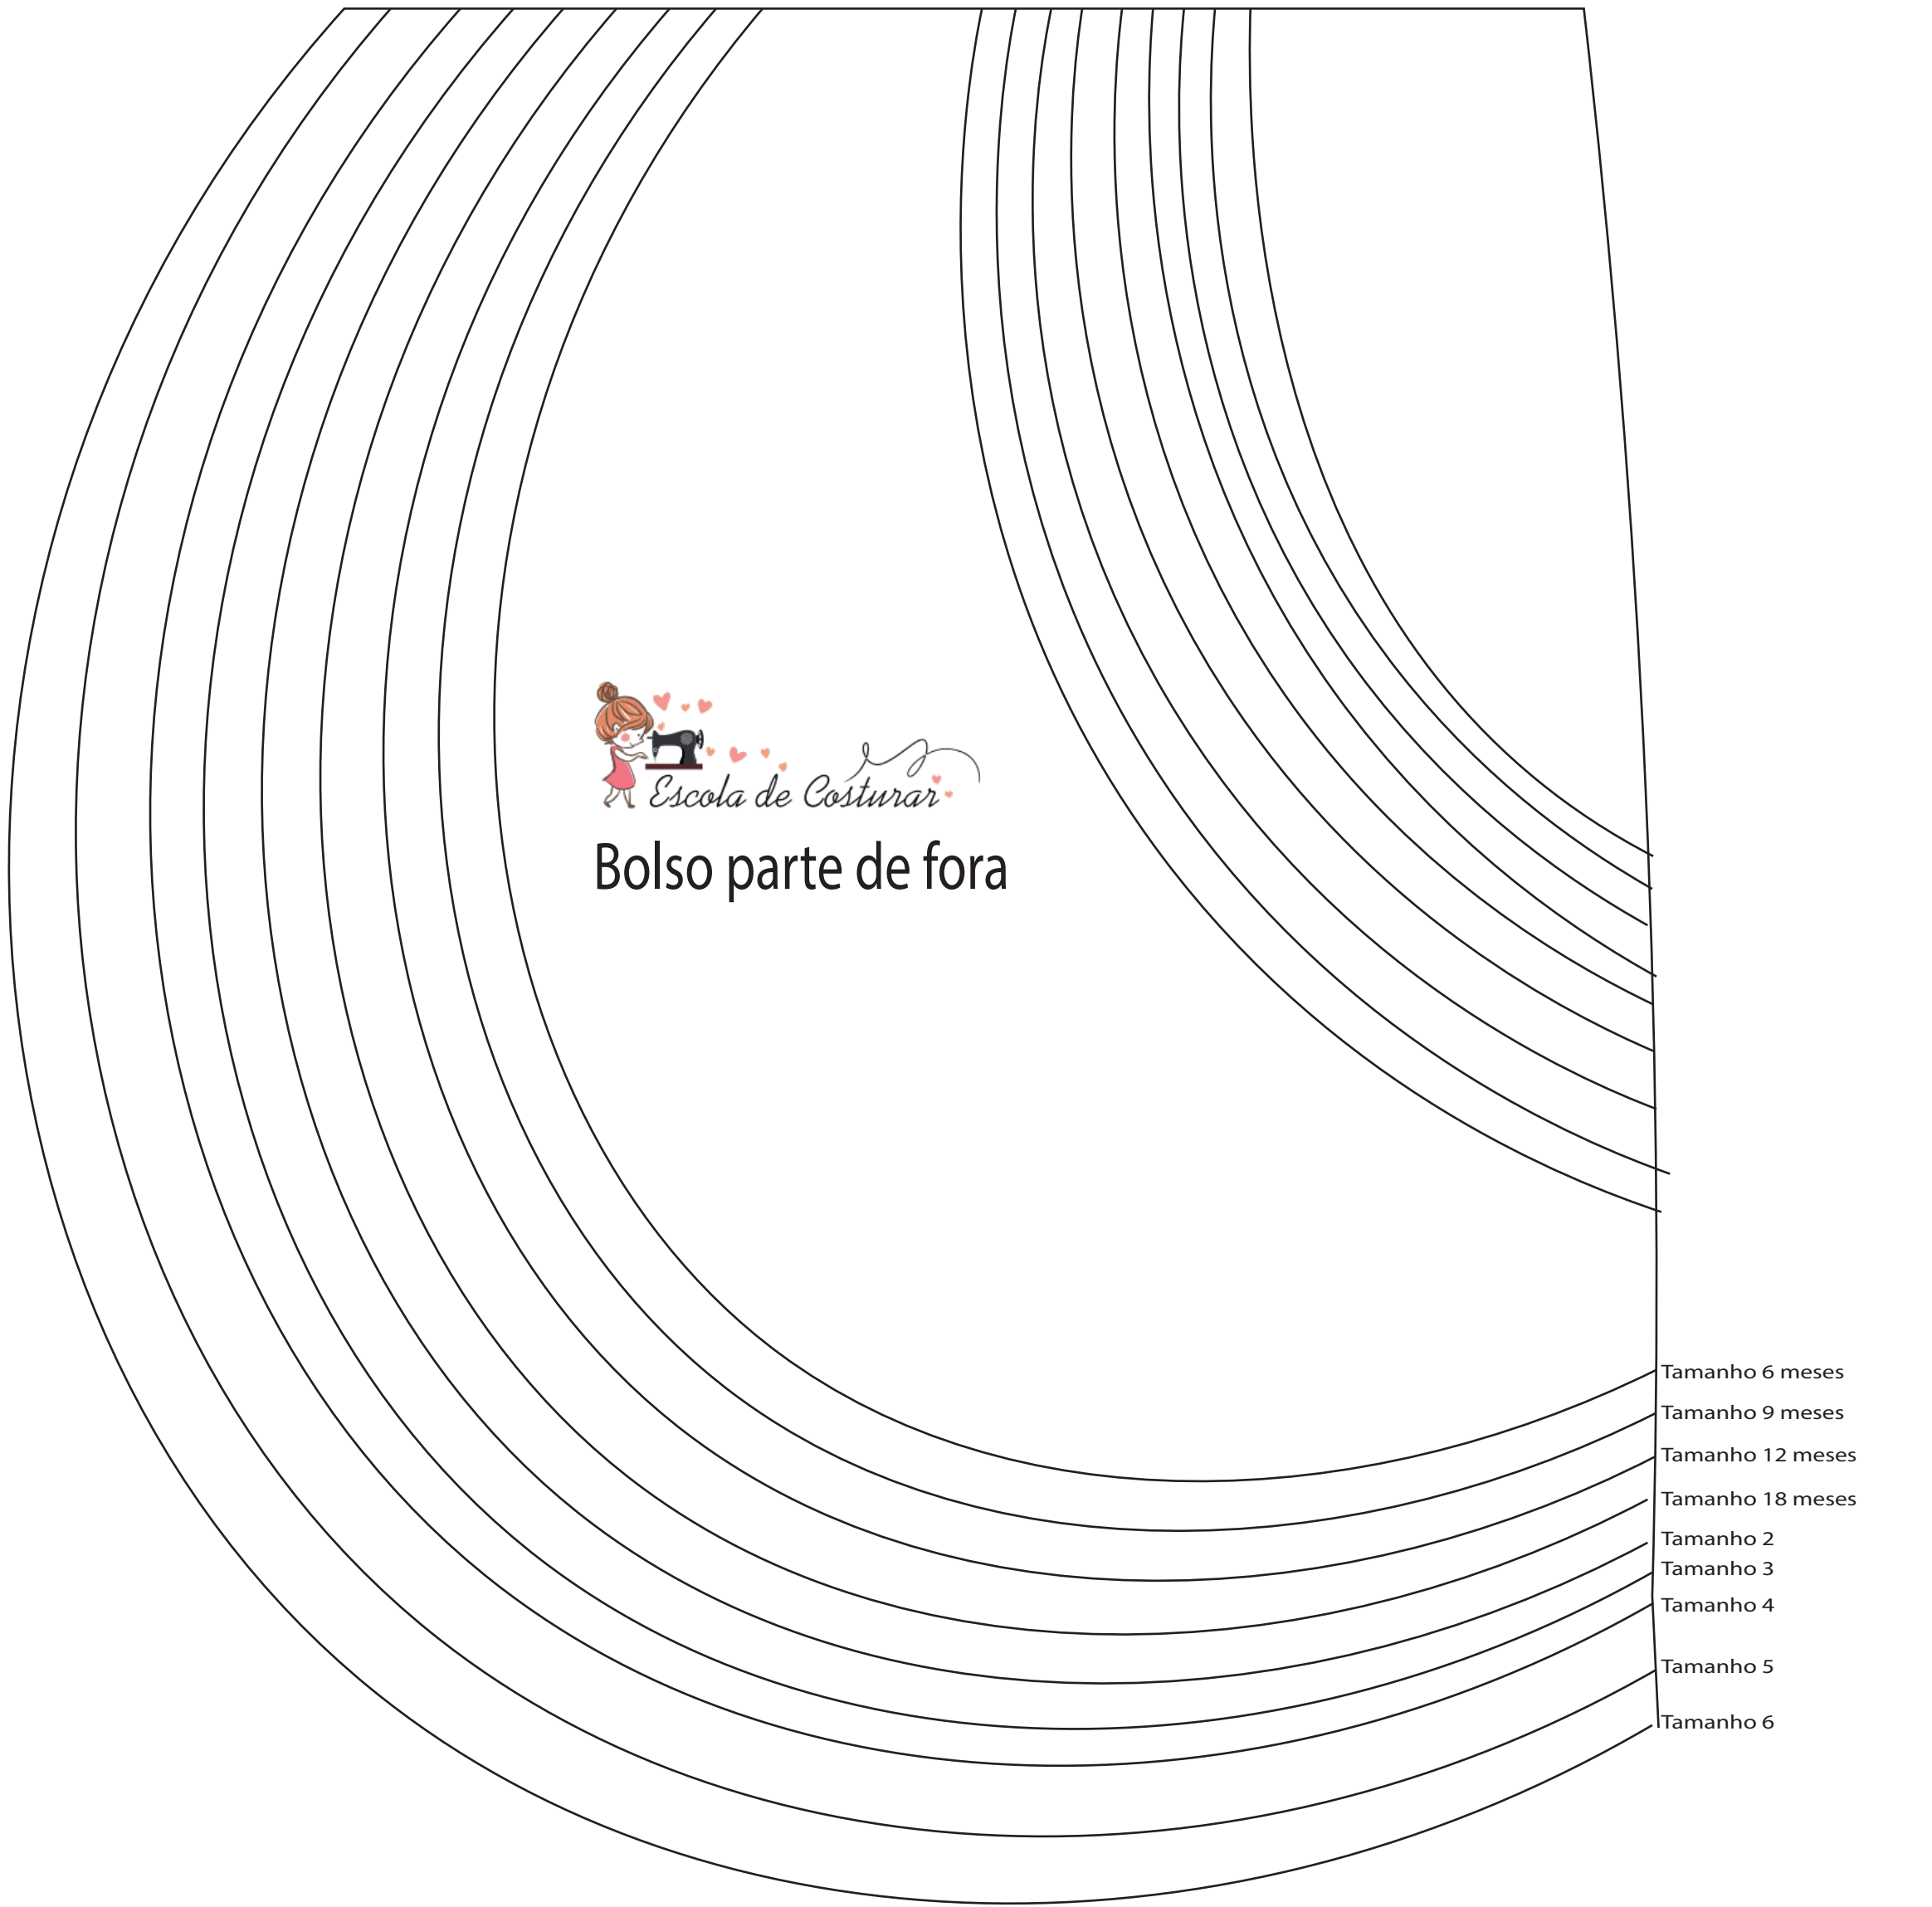 Escola de Costurar
Bolso parte de fora
Tamanho 6 meses
Tamanho 9 meses
Tamanho 12 meses
Tamanho 18 meses
Tamanho 2
Tamanho 3
Tamanho 4
Tamanho 5
Tamanho 6